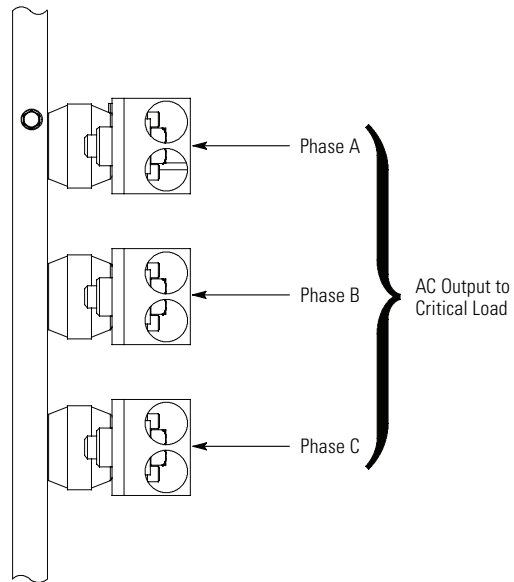 Phase A
Phase B
AC Output to
Critical Load
Phase C